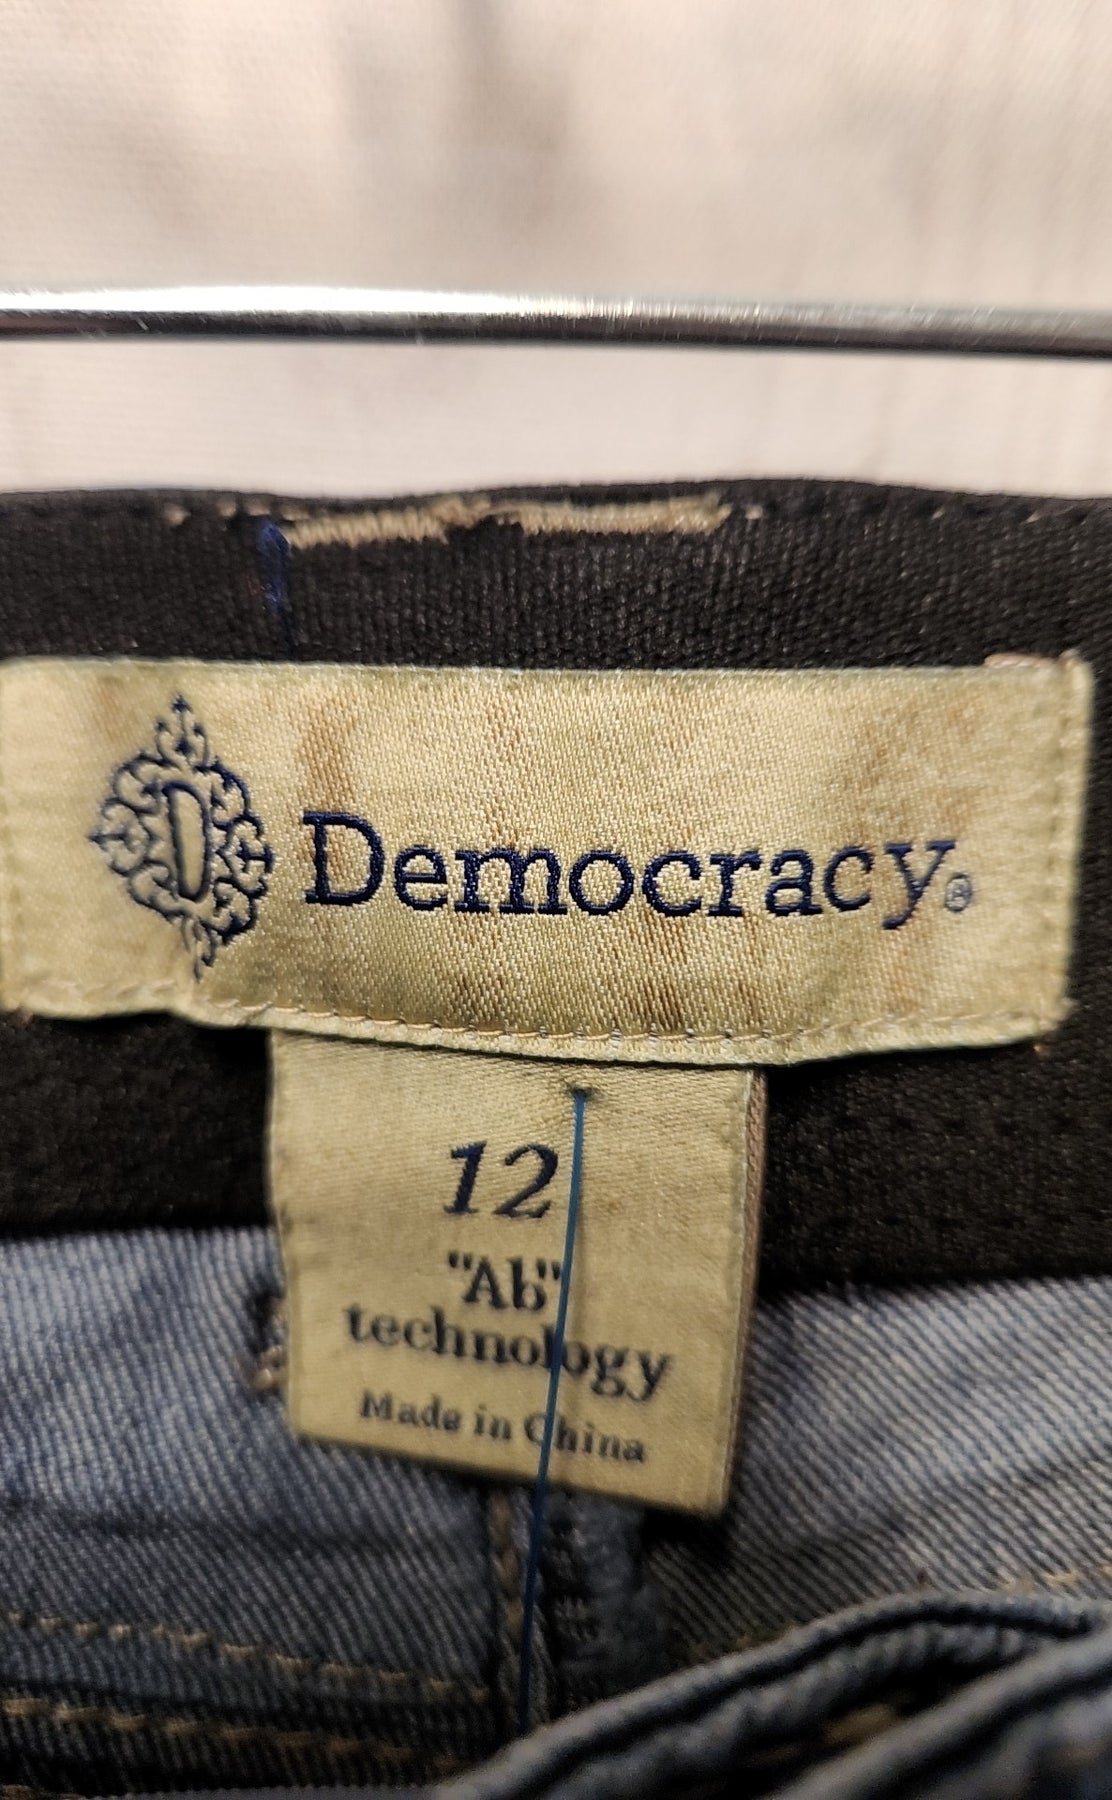 D Democracy®
12
"Ab"
technology
Made in China